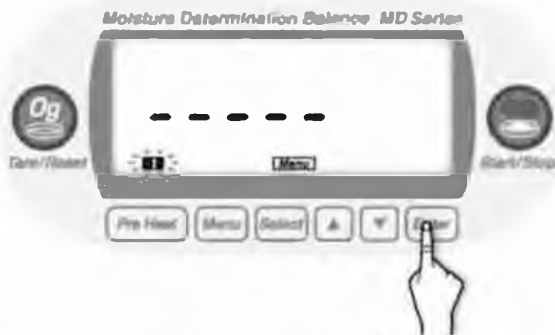 Moisture Determination Balance MD Series
0g
- - - - -
Menu
Tare/Reset
Start/Stop
Pre Heat Menu Select ▲ ▼ Enter